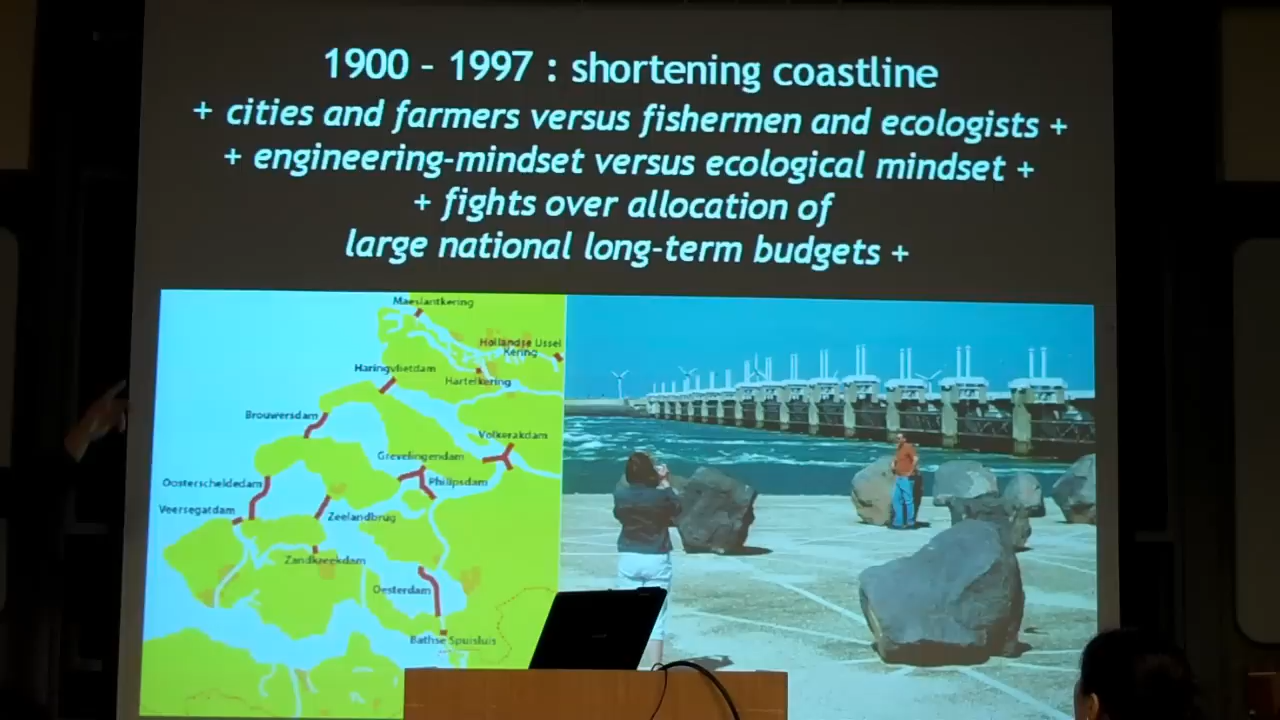 1900 - 1997 : shortening coastline
+ cities and farmers versus fishermen and ecologists +
+ engineering-mindset versus ecological mindset +
+ fights over allocation of
large national long-term budgets +
Maeslantkering
Hollandse IJssel
Kering
Haringvlietdam
Hartelkering
Brouwersdam
Volkerakdam
Grevelingendam
Oosterscheldedam
Philipsdam
Veersegatdam
Zeelandbrug
Zandkreekdam
Oesterdam
Bathse Spuisluis